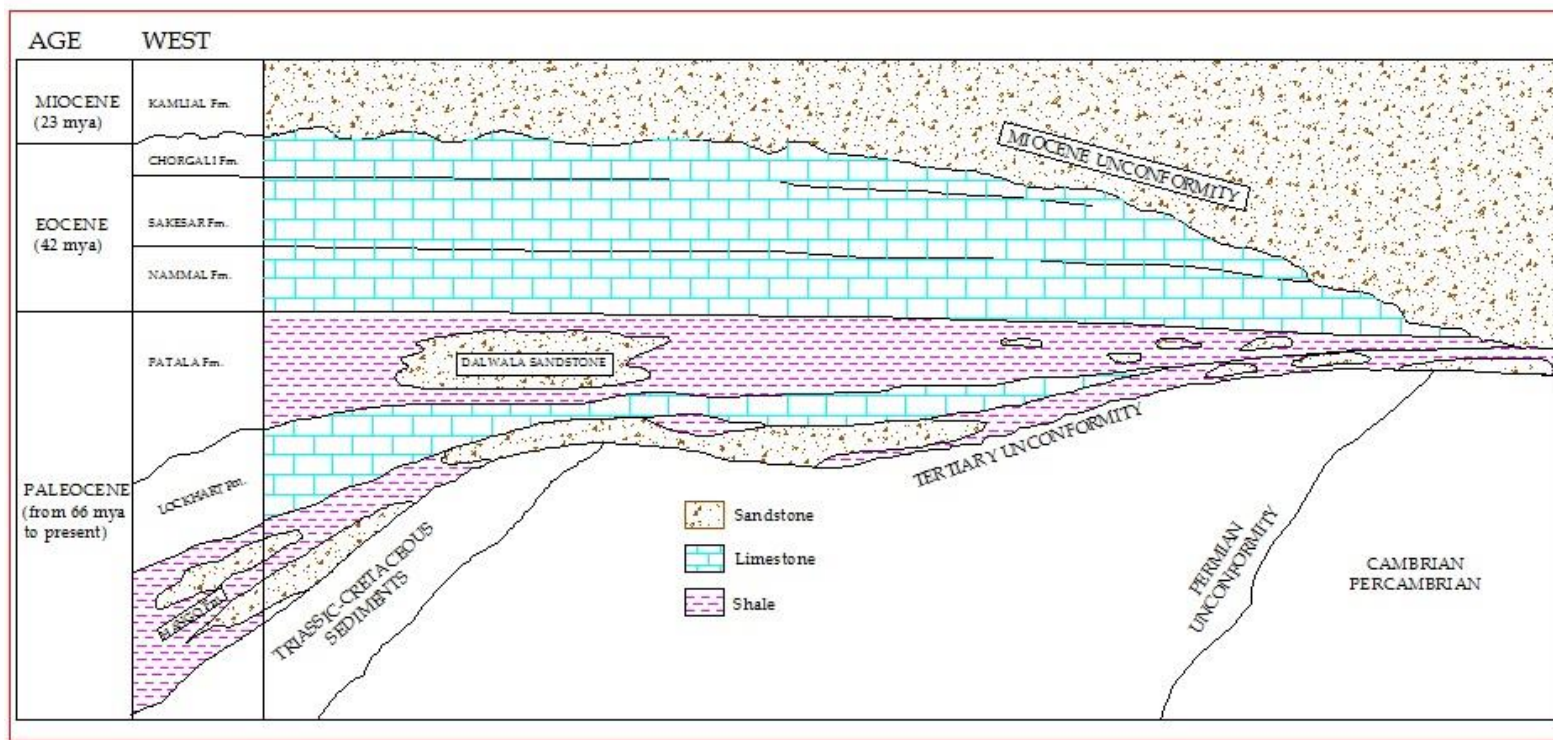 AGE
WEST
MIOCENE
(23 mya)
KAMLIAL Fm.
MIOCENE UNCONFORMITY
CHORGALI Fm.
EOCENE
(42 mya)
SAKESAR Fm.
NAMMAL Fm.
PATALA Fm.
DALWALA SANDSTONE
PALEOCENE
(from 66 mya
to present)
LOCKHART Fm.
TERTIARY UNCONFORMITY
Sandstone
Limestone
Shale
TRIASSIC-CRETACEOUS
SEDIMENTS
PERMIAN
UNCONFORMITY
CAMBRIAN
PERCAMBRIAN